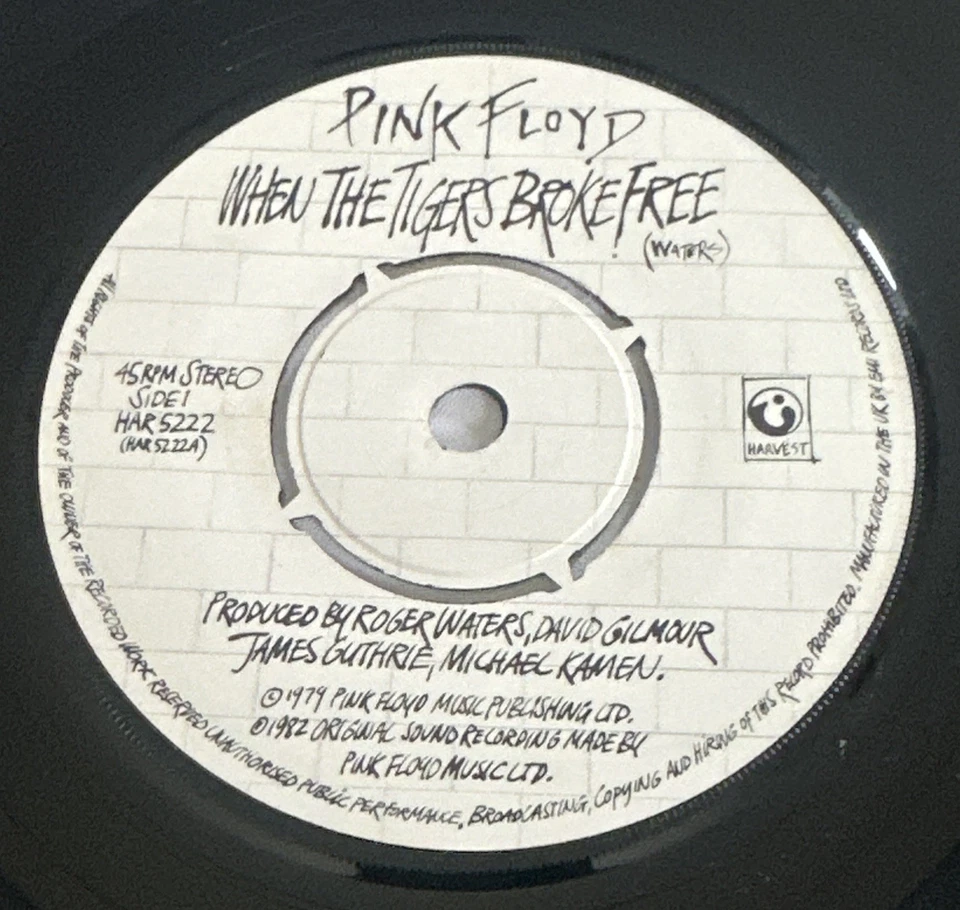 PINK FLOYD
WHEN THE TIGERS BROKE FREE
(WATERS)
45 RPM STEREO
SIDE 1
HAR 5222
(HAR 5222A)
HARVEST
PRODUCED BY ROGER WATERS, DAVID GILMOUR
JAMES GUTHRIE, MICHAEL KAMEN.
© 1979 PINK FLOYD MUSIC PUBLISHING LTD.
℗ 1982 ORIGINAL SOUND RECORDING MADE BY
PINK FLOYD MUSIC LTD.
ALL RIGHTS OF THE PRODUCER AND OF THE OWNER OF THE RECORDED WORK RESERVED UNAUTHORISED PUBLIC PERFORMANCE, BROADCASTING, COPYING AND HIRING OF THIS RECORD PROHIBITED. MANUFACTURED IN THE UK BY EMI RECORDS LTD